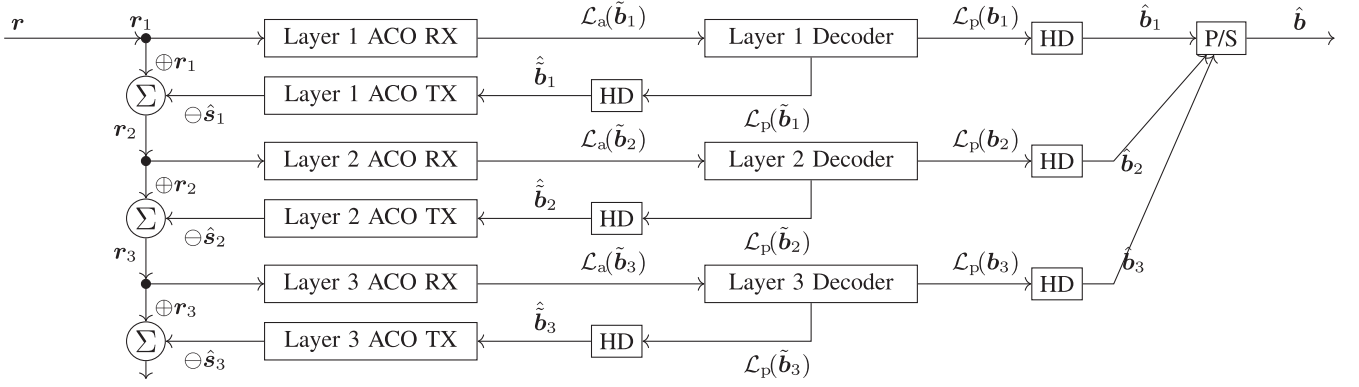 r r₁ Layer 1 ACO RX 𝓛ₐ(b̃₁) Layer 1 Decoder 𝓛ₚ(b₁) HD b̂₁ P/S b̂
⊕r₁
Σ ⊖ŝ₁ Layer 1 ACO TX b̃̂₁ HD 𝓛ₚ(b̃₁)
r₂ Layer 2 ACO RX 𝓛ₐ(b̃₂) Layer 2 Decoder 𝓛ₚ(b₂) HD b̂₂
⊕r₂
Σ ⊖ŝ₂ Layer 2 ACO TX b̃̂₂ HD 𝓛ₚ(b̃₂)
r₃ Layer 3 ACO RX 𝓛ₐ(b̃₃) Layer 3 Decoder 𝓛ₚ(b₃) HD b̂₃
⊕r₃
Σ ⊖ŝ₃ Layer 3 ACO TX b̃̂₃ HD 𝓛ₚ(b̃₃)